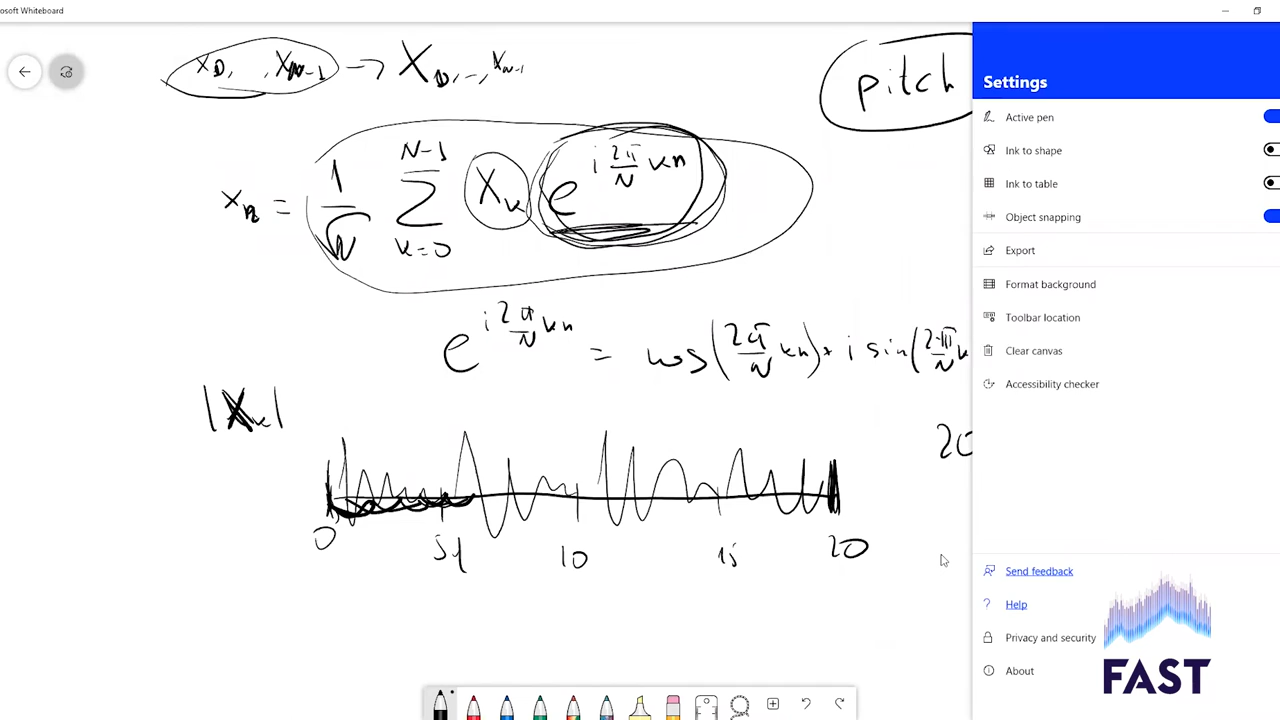 osoft Whiteboard
x0, , xN-1 → X0, .., xN-1
pitch
xn = 1/√N N-1 Σ k=0 Xk e^(i 2π/N kn)
e^(i 2π/N kn) = cos(2π/N kn) + i sin(2π/N k
|Xk|
20
0 5 10 15 20
Settings
Active pen
Ink to shape
Ink to table
Object snapping
Export
Format background
Toolbar location
Clear canvas
Accessibility checker
Send feedback
Help
Privacy and security
About
FAST